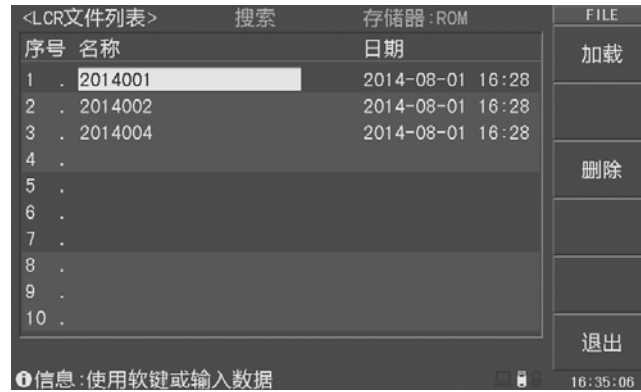 <LCR文件列表> 搜索 存储器:ROM FILE
序号 名称 日期 加载
1 . 2014001 2014-08-01 16:28
2 . 2014002 2014-08-01 16:28
3 . 2014004 2014-08-01 16:28
4 .
删除
5 .
6 .
7 .
8 .
9 .
10 .
退出
信息:使用软键或输入数据 16:35:06